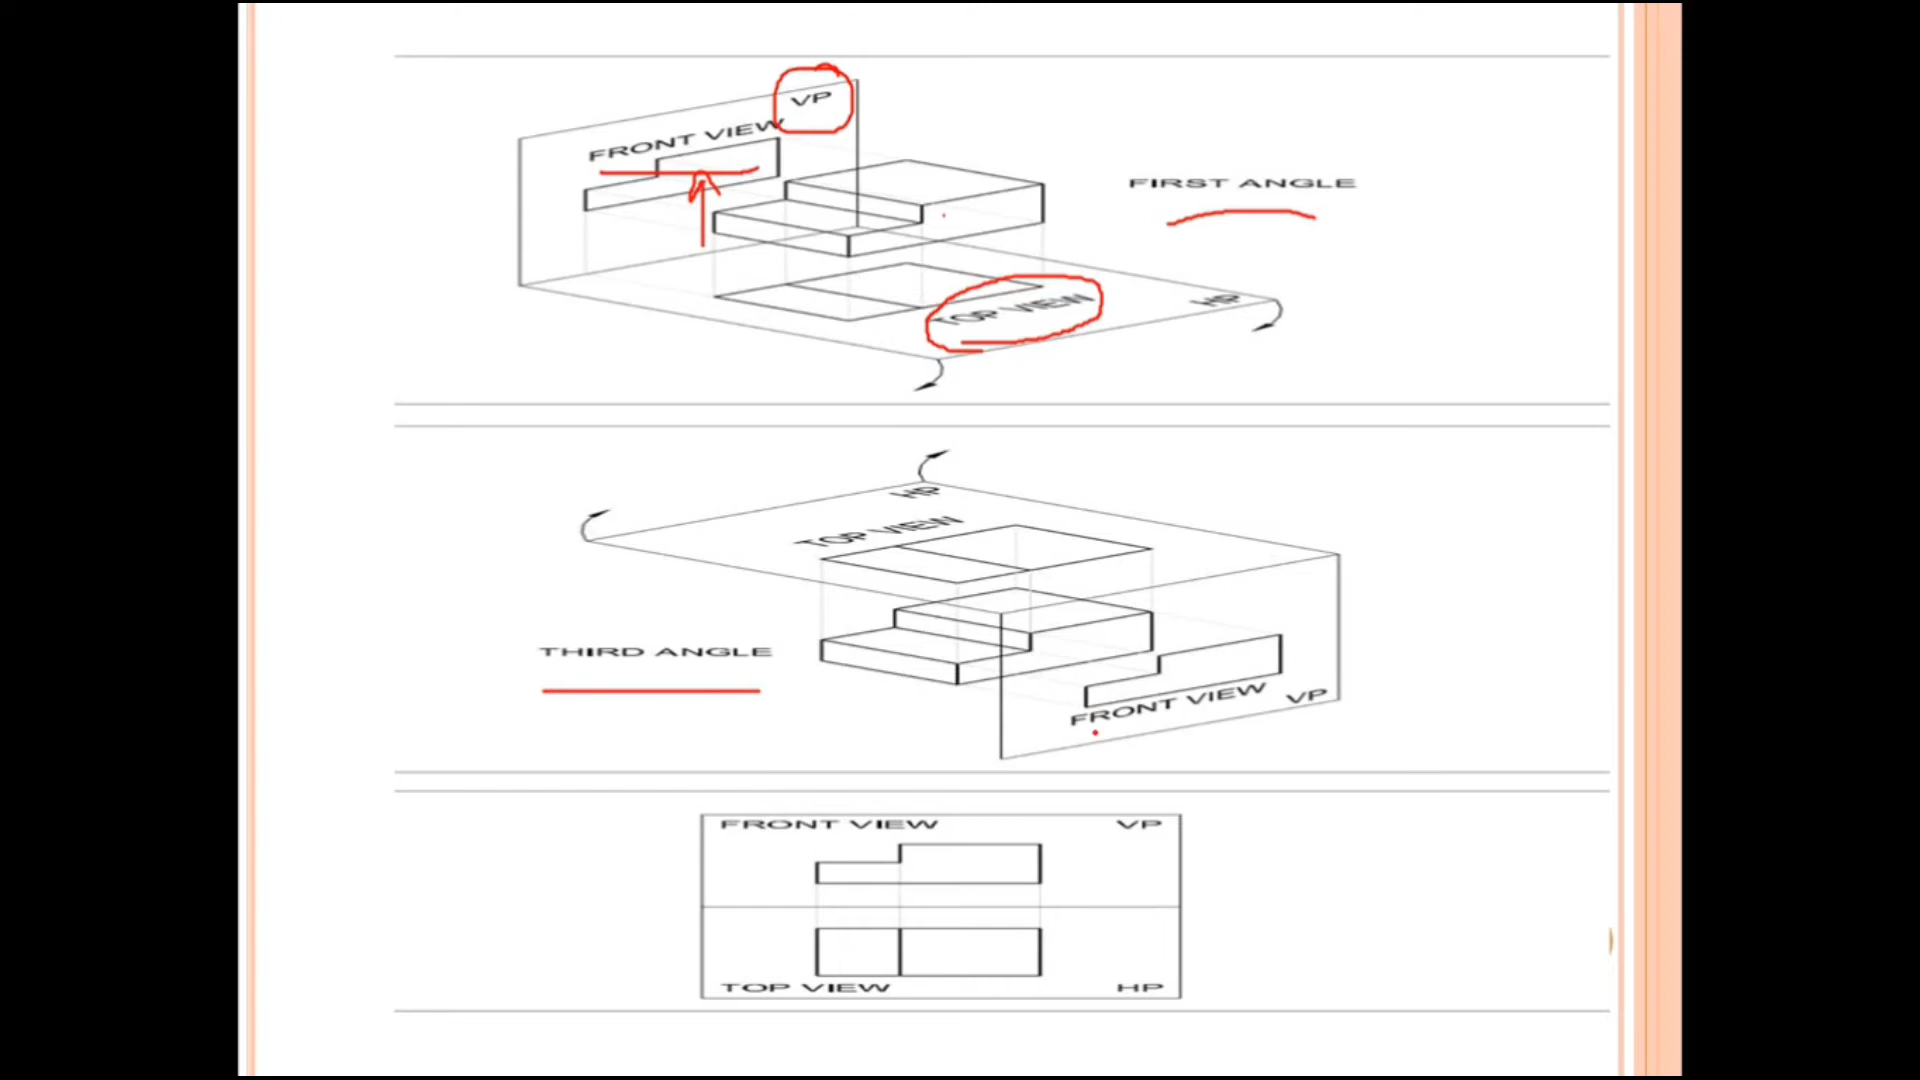 VP
FRONT VIEW
FIRST ANGLE
TOP VIEW
HP
HP
TOP VIEW
THIRD ANGLE
FRONT VIEW
VP
FRONT VIEW VP
TOP VIEW HP